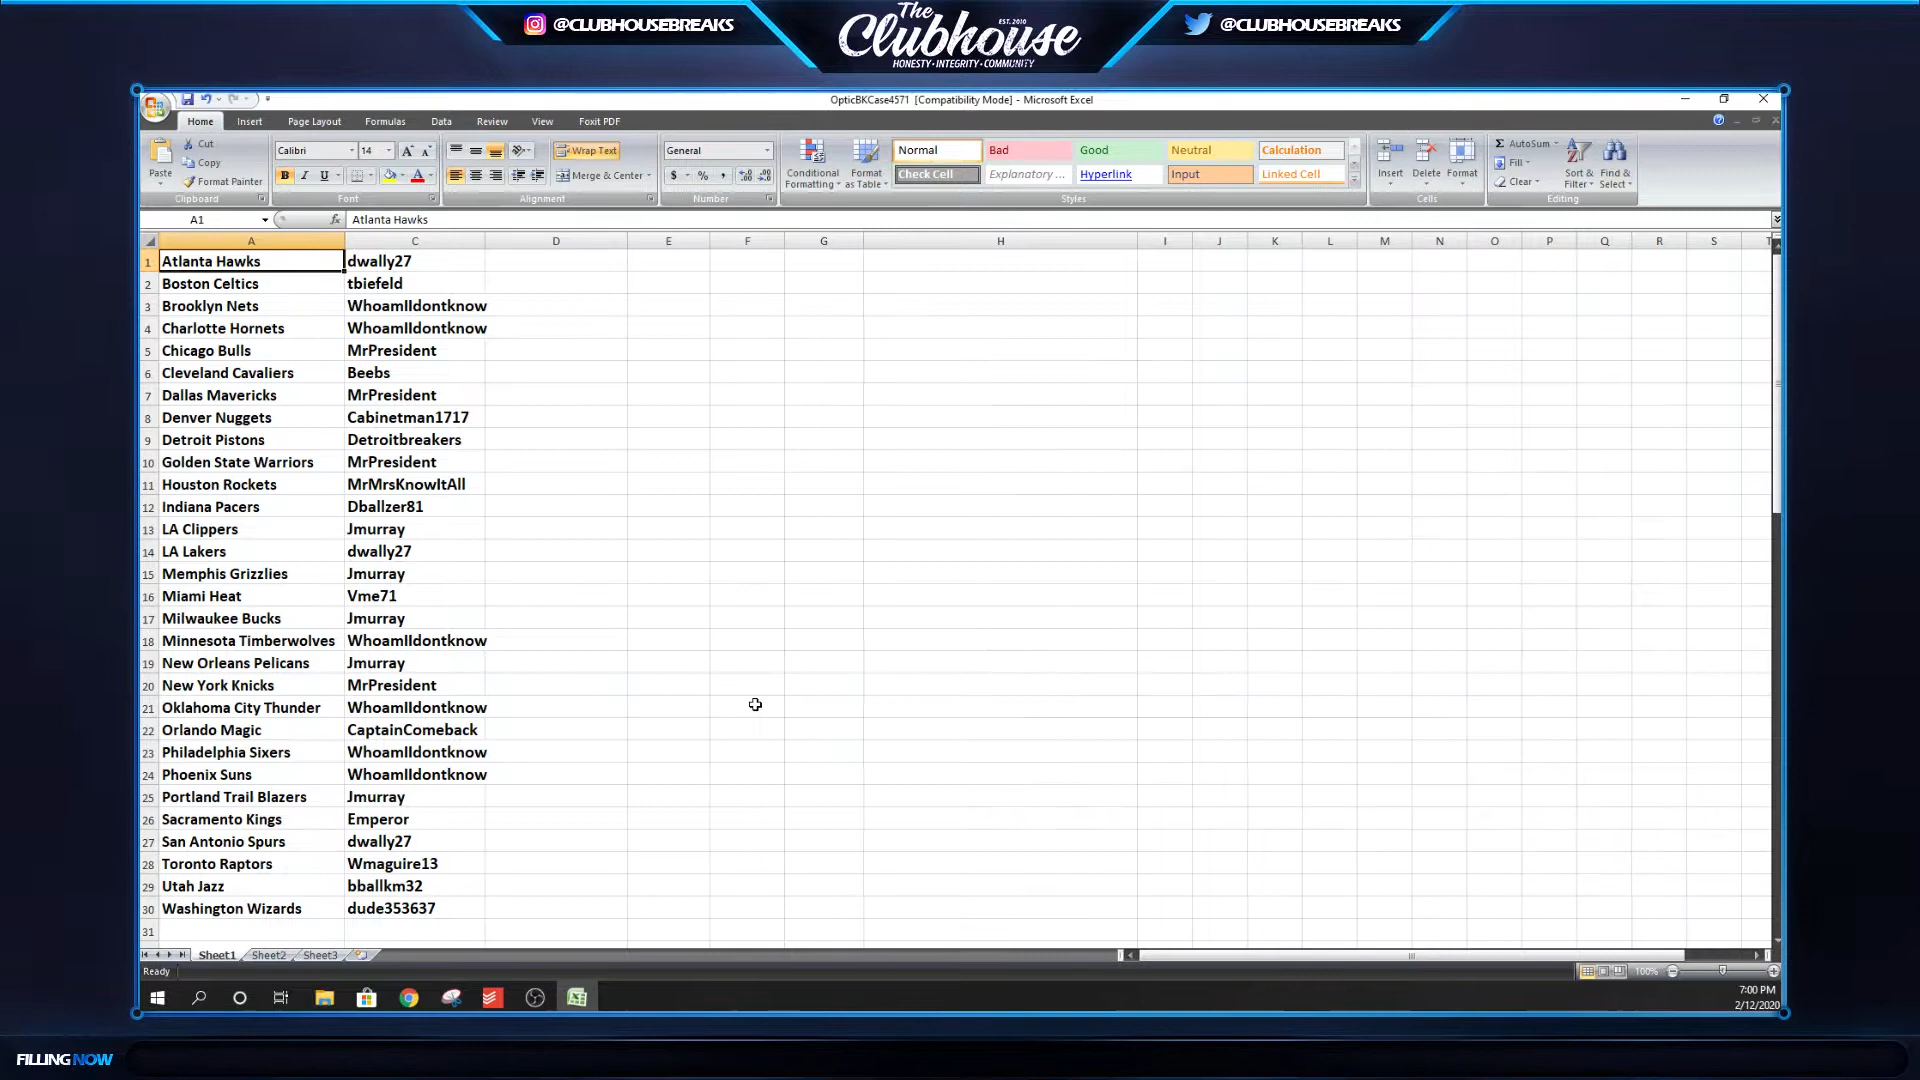 @CLUBHOUSEBREAKS
The Clubhouse
EST. 2010
HONESTY • INTEGRITY • COMMUNITY
@CLUBHOUSEBREAKS
OpticBKCase4571 [Compatibility Mode] - Microsoft Excel
Home Insert Page Layout Formulas Data Review View Foxit PDF
Paste Cut Copy Format Painter
Calibri 14
B I U
Wrap Text
Merge & Center
General
$ % ,
Conditional Formatting
Format as Table
Normal Bad Good Neutral Calculation
Check Cell Explanatory ... Hyperlink Input Linked Cell
Insert Delete Format
AutoSum Fill Clear
Sort & Filter
Find & Select
Clipboard Font Alignment Number Styles Cells Editing
A1 fx Atlanta Hawks
A C D E F G H I J K L M N O P Q R S T
1 Atlanta Hawks dwally27
2 Boston Celtics tbiefeld
3 Brooklyn Nets WhoamIIdontknow
4 Charlotte Hornets WhoamIIdontknow
5 Chicago Bulls MrPresident
6 Cleveland Cavaliers Beebs
7 Dallas Mavericks MrPresident
8 Denver Nuggets Cabinetman1717
9 Detroit Pistons Detroitbreakers
10 Golden State Warriors MrPresident
11 Houston Rockets MrMrsKnowItAll
12 Indiana Pacers Dballzer81
13 LA Clippers Jmurray
14 LA Lakers dwally27
15 Memphis Grizzlies Jmurray
16 Miami Heat Vme71
17 Milwaukee Bucks Jmurray
18 Minnesota Timberwolves WhoamIIdontknow
19 New Orleans Pelicans Jmurray
20 New York Knicks MrPresident
21 Oklahoma City Thunder WhoamIIdontknow
22 Orlando Magic CaptainComeback
23 Philadelphia Sixers WhoamIIdontknow
24 Phoenix Suns WhoamIIdontknow
25 Portland Trail Blazers Jmurray
26 Sacramento Kings Emperor
27 San Antonio Spurs dwally27
28 Toronto Raptors Wmaguire13
29 Utah Jazz bballkm32
30 Washington Wizards dude353637
31
Sheet1 Sheet2 Sheet3
Ready 100%
7:00 PM
2/12/2020
FILLING NOW